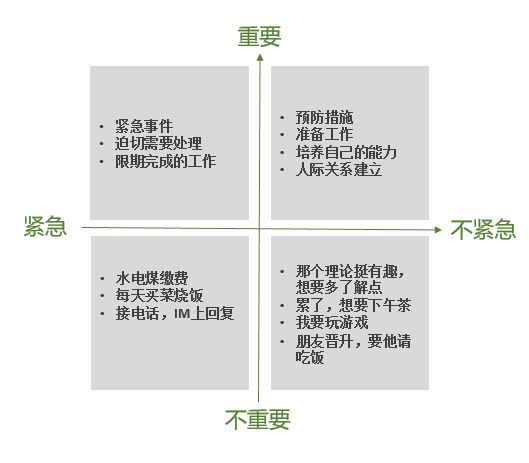 重要
• 紧急事件
• 迫切需要处理
• 限期完成的工作
• 预防措施
• 准备工作
• 培养自己的能力
• 人际关系建立
紧急
不紧急
• 水电煤缴费
• 每天买菜烧饭
• 接电话，IM上回复
• 那个理论挺有趣，
想要多了解点
• 累了，想要下午茶
• 我要玩游戏
• 朋友晋升，要他请
吃饭
不重要